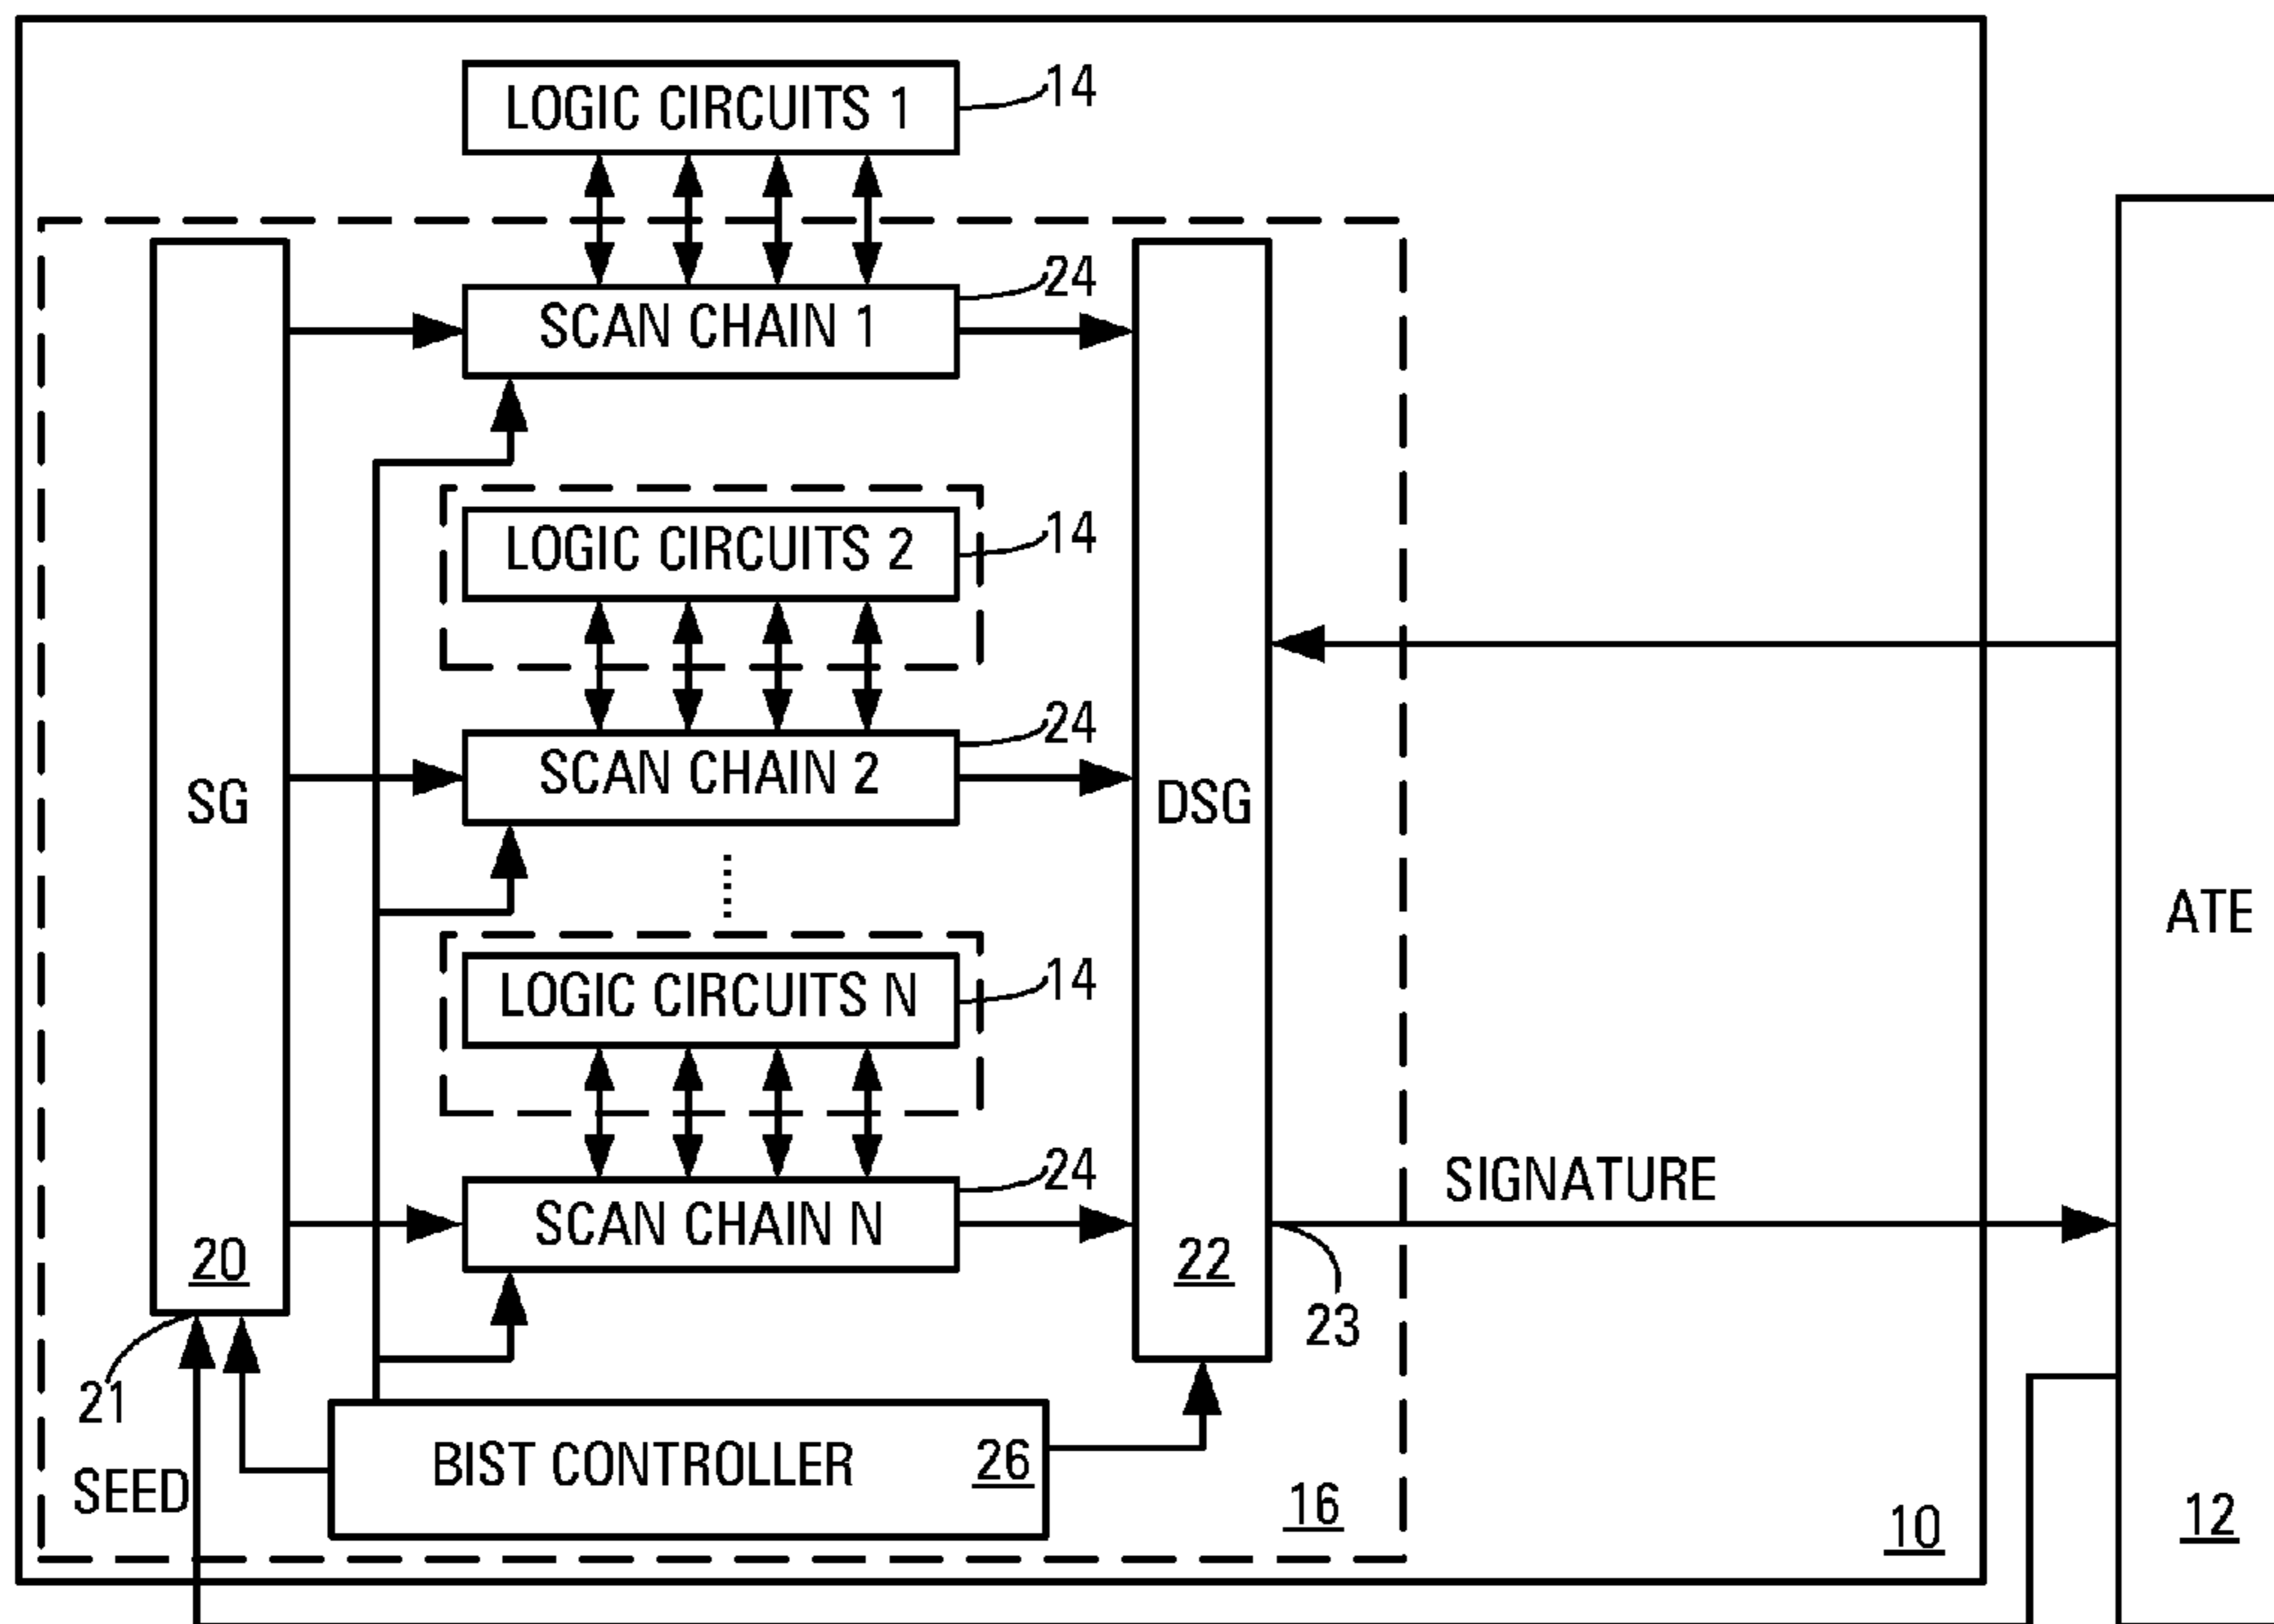 LOGIC CIRCUITS 1
14
SCAN CHAIN 1
24
LOGIC CIRCUITS 2
14
SCAN CHAIN 2
24
SG
DSG
ATE
LOGIC CIRCUITS N
14
SCAN CHAIN N
24
SIGNATURE
20
22
23
21
BIST CONTROLLER
26
SEED
16
10
12